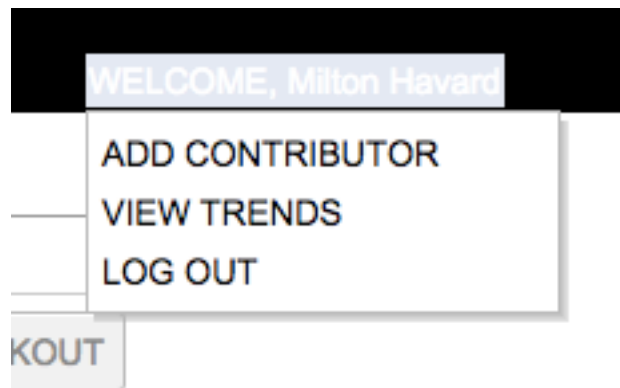 WELCOME, Milton Havard
ADD CONTRIBUTOR
VIEW TRENDS
LOG OUT
KOUT